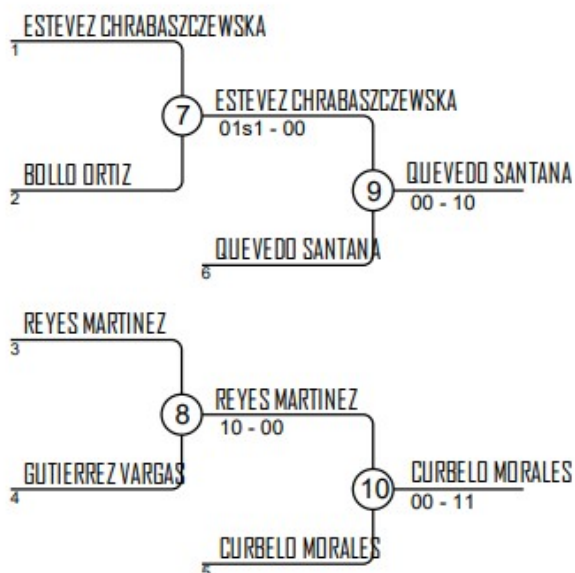 ESTEVEZ CHRABASZCZEWSKA
1
7
ESTEVEZ CHRABASZCZEWSKA
01s1 - 00
BOLLO ORTIZ
2
9
QUEVEDO SANTANA
00 - 10
QUEVEDO SANTANA
6
REYES MARTINEZ
3
8
REYES MARTINEZ
10 - 00
GUTIERREZ VARGAS
4
10
CURBELO MORALES
00 - 11
CURBELO MORALES
5